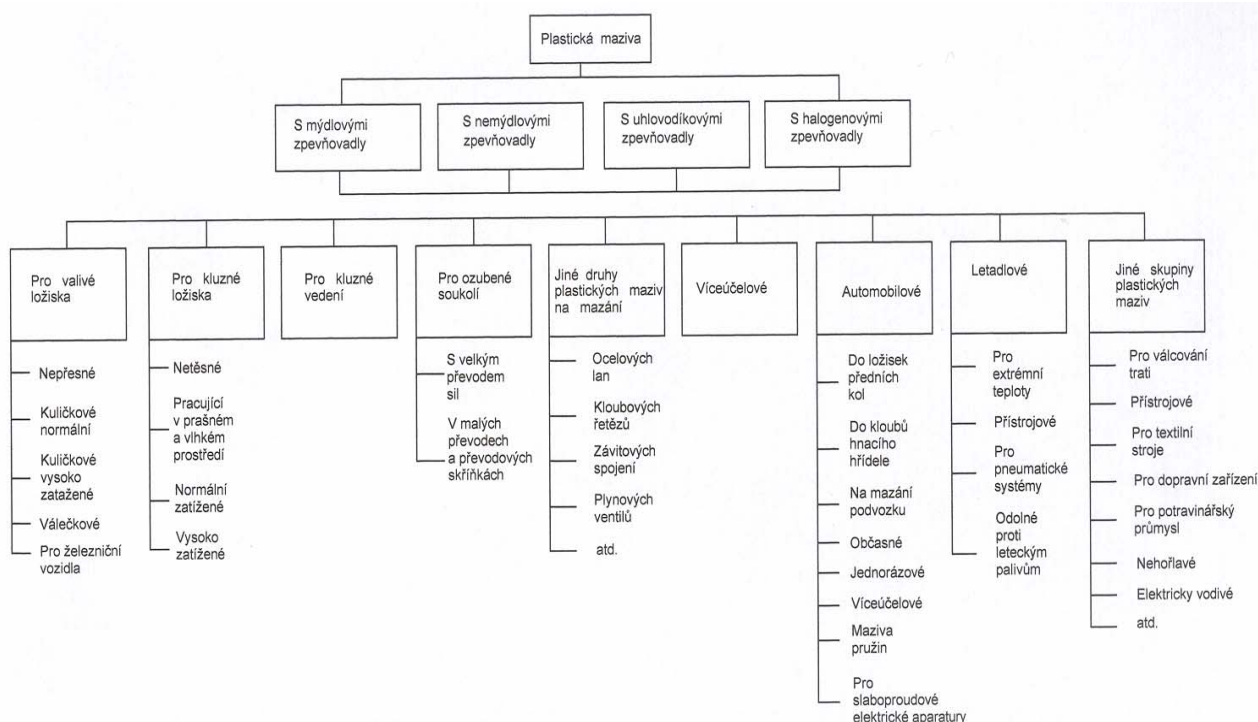 Plastická maziva
S mýdlovými
zpevňovadly
S nemýdlovými
zpevňovadly
S uhlovodíkovými
zpevňovadly
S halogenovými
zpevňovadly
Pro valivé
ložiska
Nepřesné
Kuličkové
normální
Kuličkové
vysoko
zatažené
Válečkové
Pro železniční
vozidla
Pro kluzné
ložiska
Netěsné
Pracující
v prašném
a vlhkém
prostředí
Normální
zatížené
Vysoko
zatížené
Pro kluzné
vedení
Pro ozubené
soukolí
S velkým
převodem
sil
V malých
převodech
a převodových
skříňkách
Jiné druhy
plastických maziv
na mazání
Ocelových
lan
Kloubových
řetězů
Závitových
spojení
Plynových
ventilů
atd.
Víceúčelové
Automobilové
Do ložisek
předních
kol
Do kloubů
hnacího
hřídele
Na mazání
podvozku
Občasné
Jednorázové
Víceúčelové
Maziva
pružin
Pro
slaboproudové
elektrické aparatury
Letadlové
Pro
extrémní
teploty
Přístrojové
Pro
pneumatické
systémy
Odolné
proti
leteckým
palivům
Jiné skupiny
plastických
maziv
Pro válcování
trati
Přístrojové
Pro textilní
stroje
Pro dopravní zařízení
Pro potravinářský
průmysl
Nehořlavé
Elektricky vodivé
atd.